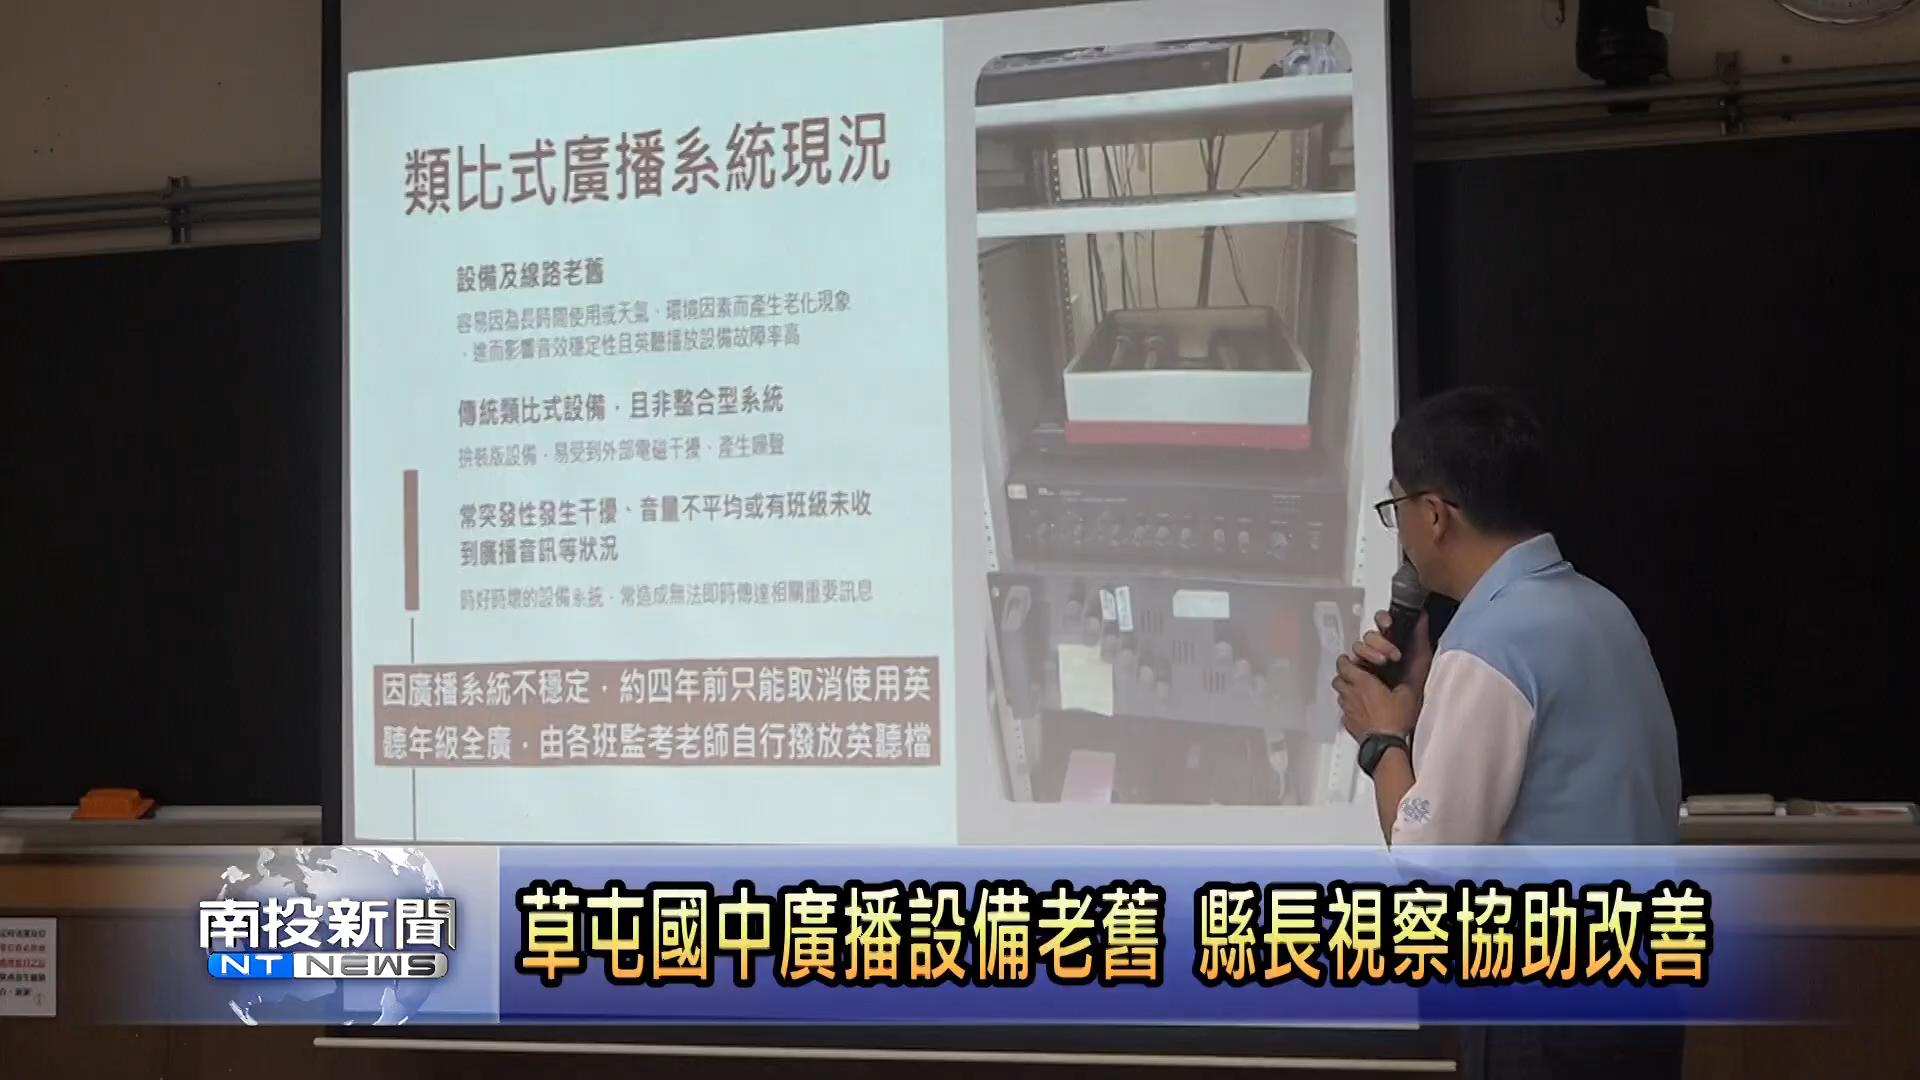 類比式廣播系統現況
設備及線路老舊
容易因為長時間使用或天氣、環境因素而產生老化現象
，進而影響音效穩定性且英聽播放設備故障率高
傳統類比式設備，且非整合型系統
拚裝版設備，易受到外部電磁干擾、產生噪聲
常突發性發生干擾、音量不平均或有班級未收
到廣播音訊等狀況
時好時壞的設備系統，常造成無法即時傳達相關重要訊息
因廣播系統不穩定，約四年前只能取消使用英
聽年級全廣，由各班監考老師自行撥放英聽檔
南投新聞
NT NEWS
草屯國中廣播設備老舊 縣長視察協助改善